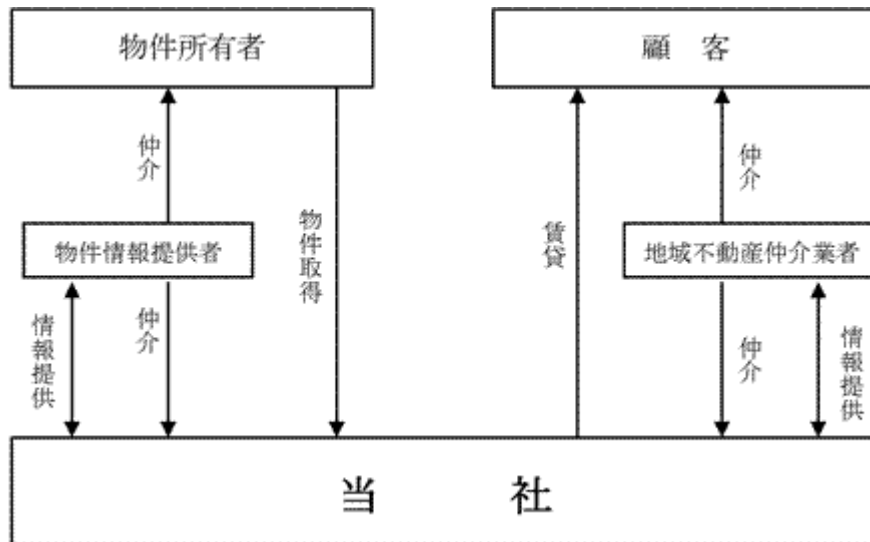 物件所有者
顧 客
仲介
仲介
物件取得
賃貸
物件情報提供者
地域不動産仲介業者
情報提供
仲介
仲介
情報提供
当 社